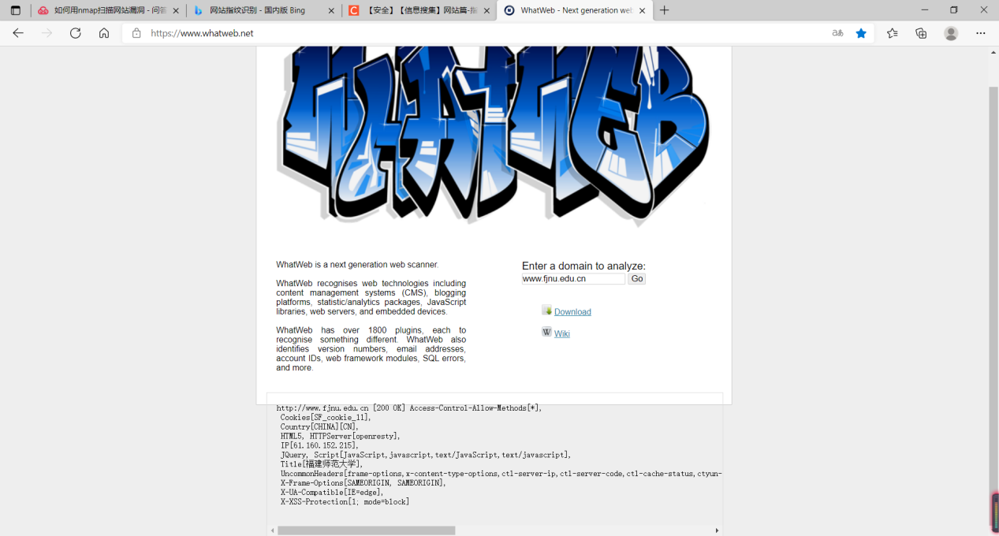 如何用nmap扫描网站漏洞 - 问答
网站指纹识别 - 国内版 Bing
【安全】【信息搜集】网站篇-指
WhatWeb - Next generation web
https://www.whatweb.net
WHATWEB
WhatWeb is a next generation web scanner.
WhatWeb recognises web technologies including
content management systems (CMS), blogging
platforms, statistic/analytics packages, JavaScript
libraries, web servers, and embedded devices.
WhatWeb has over 1800 plugins, each to
recognise something different. WhatWeb also
identifies version numbers, email addresses,
account IDs, web framework modules, SQL errors,
and more.
Enter a domain to analyze:
www.fjnu.edu.cn Go
Download
W Wiki
http://www.fjnu.edu.cn [200 OK] Access-Control-Allow-Methods[*],
Cookies[SF_cookie_11],
Country[CHINA][CN],
HTML5, HTTPServer[openresty],
IP[61.160.152.215],
JQuery, Script[JavaScript,javascript,text/JavaScript,text/javascript],
Title[福建师范大学],
UncommonHeaders[frame-options,x-content-type-options,ctl-server-ip,ctl-server-code,ctl-cache-status,ctyun-
X-Frame-Options[SAMEORIGIN, SAMEORIGIN],
X-UA-Compatible[IE=edge],
X-XSS-Protection[1; mode=block]